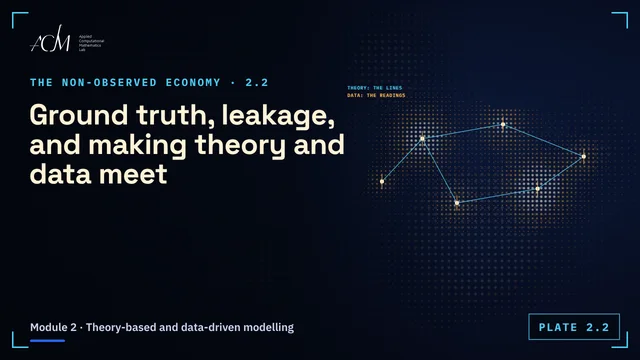 ACM
Applied
Computational
Mathematics
Lab
THE NON-OBSERVED ECONOMY · 2.2
THEORY: THE LINES
DATA: THE READINGS
Ground truth, leakage,
and making theory and
data meet
Module 2 · Theory-based and data-driven modelling
PLATE 2.2